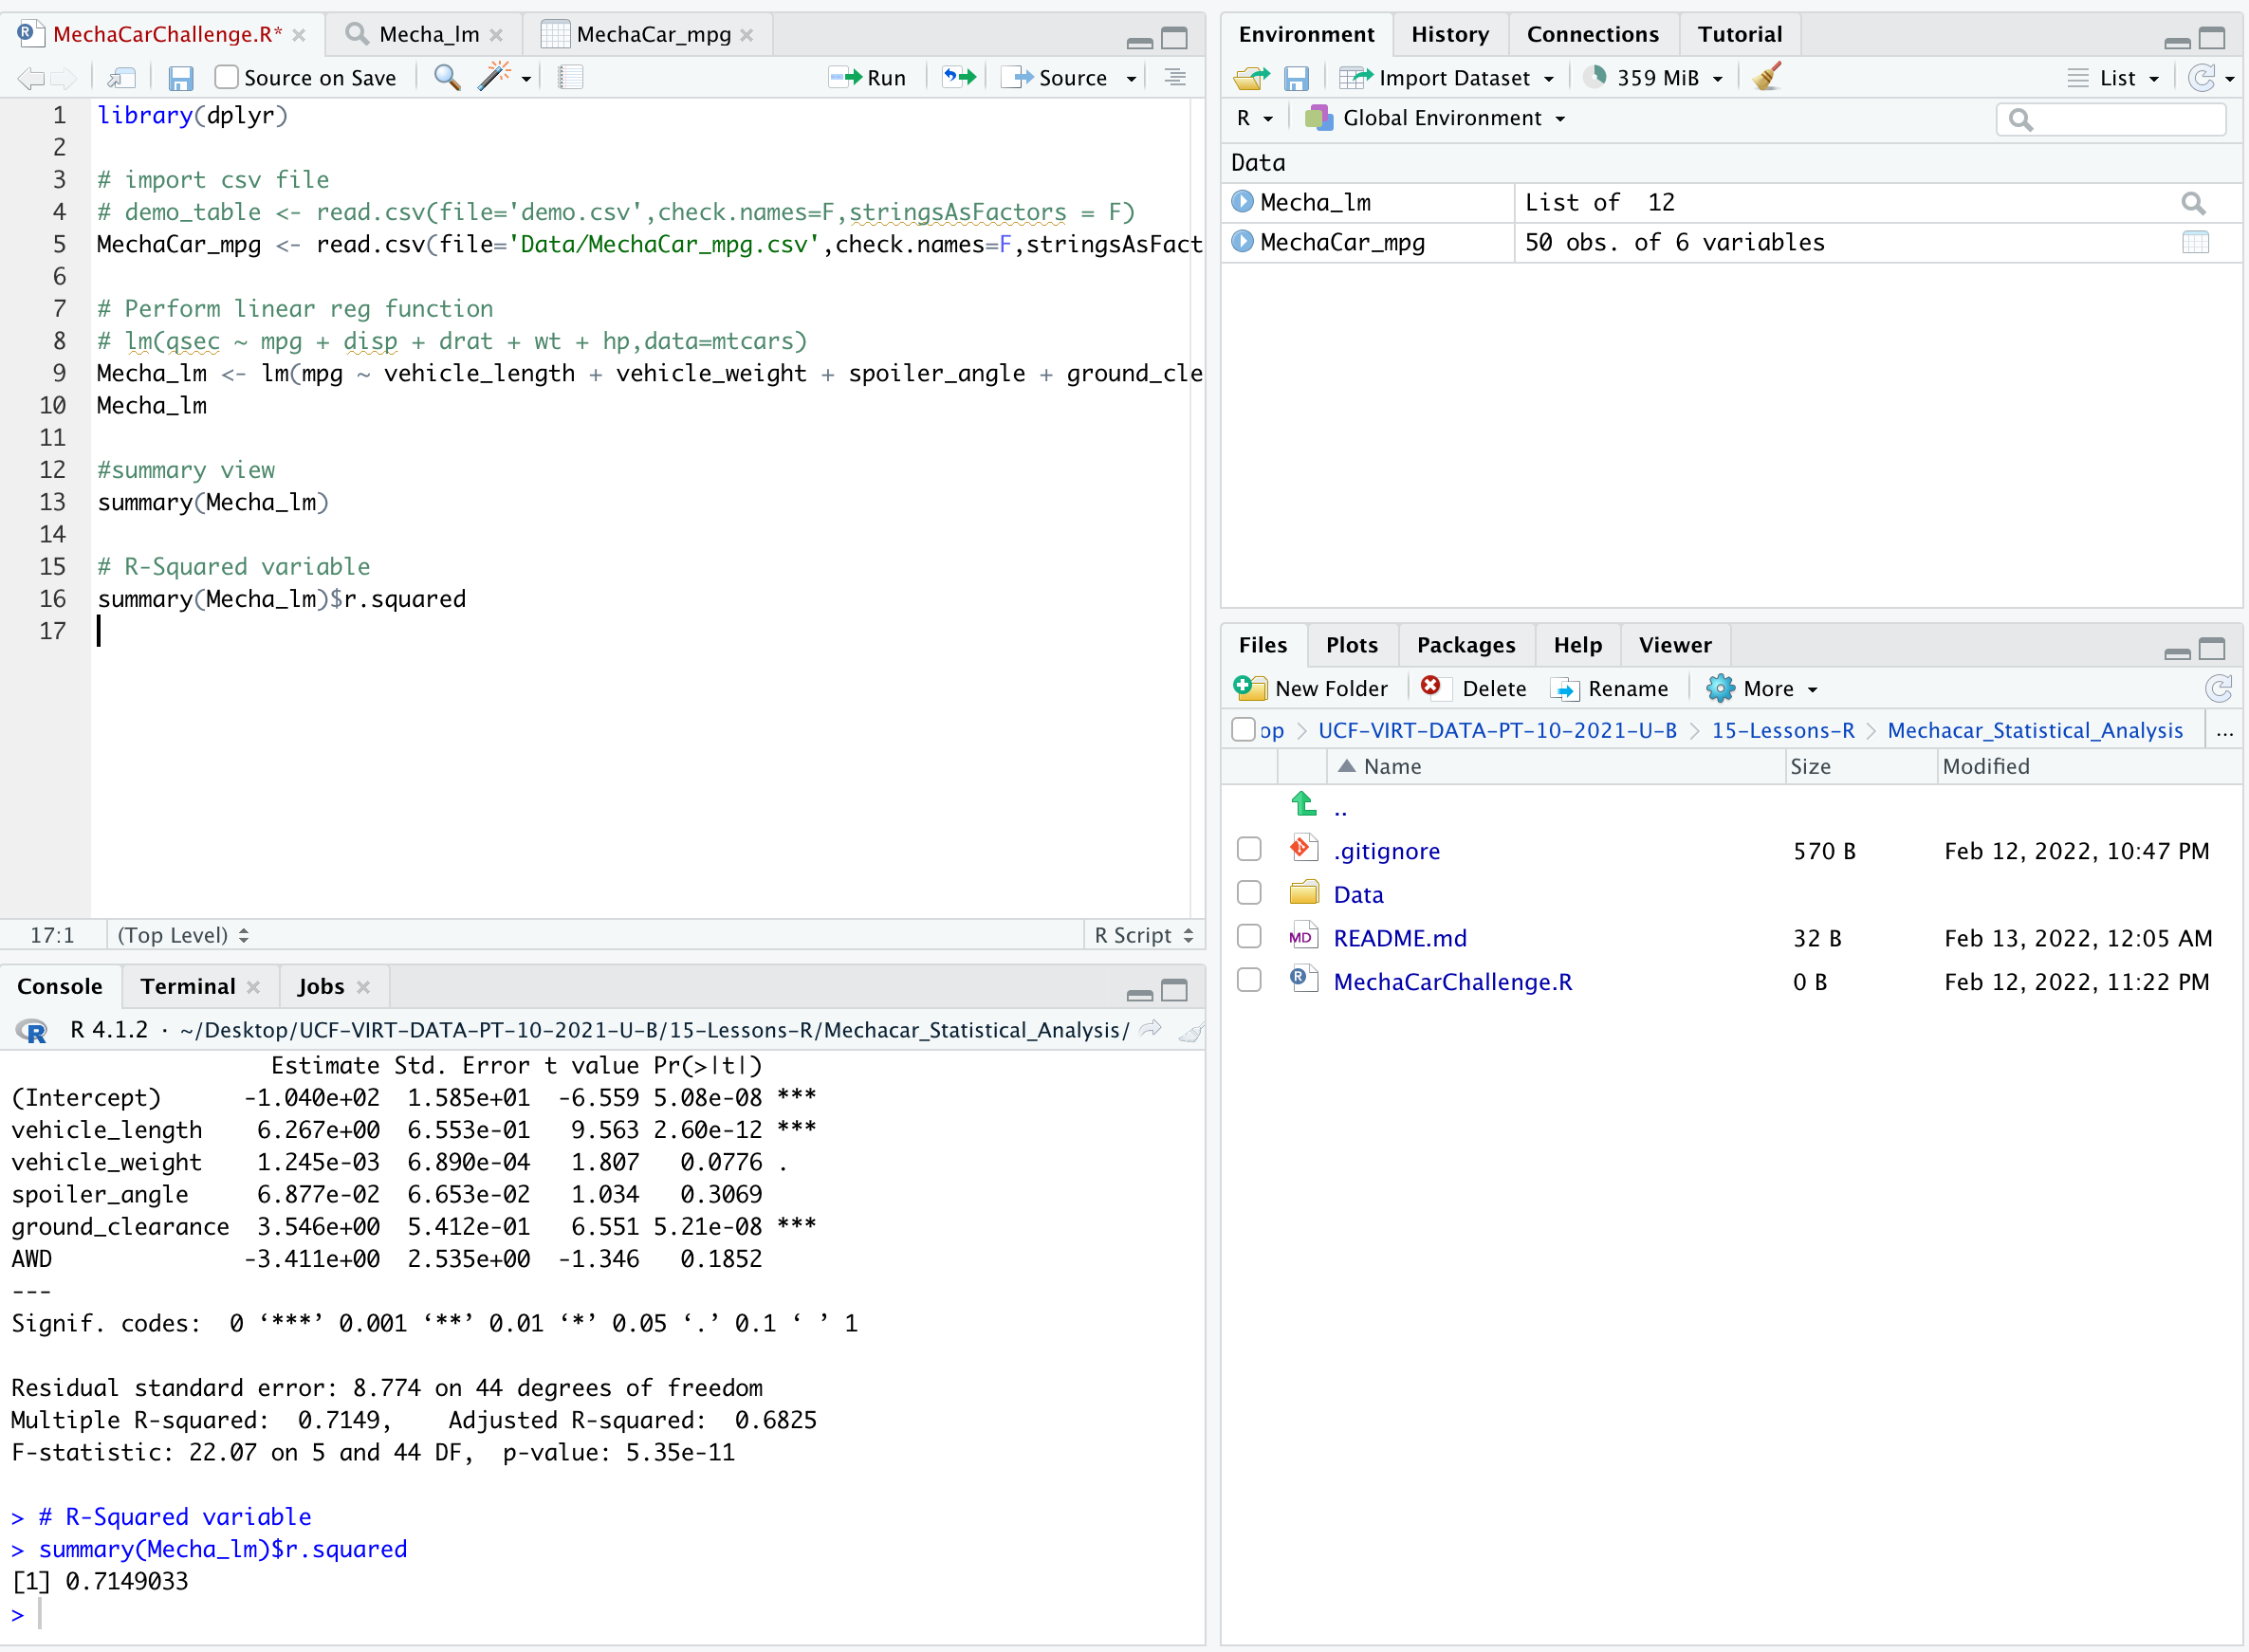 MechaCarChallenge.R*
Mecha_lm
MechaCar_mpg
Source on Save
Run
Source
1 library(dplyr)
2
3 # import csv file
4 # demo_table <- read.csv(file='demo.csv',check.names=F,stringsAsFactors = F)
5 MechaCar_mpg <- read.csv(file='Data/MechaCar_mpg.csv',check.names=F,stringsAsFact
6
7 # Perform linear reg function
8 # lm(qsec ~ mpg + disp + drat + wt + hp,data=mtcars)
9 Mecha_lm <- lm(mpg ~ vehicle_length + vehicle_weight + spoiler_angle + ground_cle
10 Mecha_lm
11
12 #summary view
13 summary(Mecha_lm)
14
15 # R-Squared variable
16 summary(Mecha_lm)$r.squared
17
17:1 (Top Level) R Script
Console Terminal Jobs
R 4.1.2 · ~/Desktop/UCF-VIRT-DATA-PT-10-2021-U-B/15-Lessons-R/Mechacar_Statistical_Analysis/
Estimate Std. Error t value Pr(>|t|)
(Intercept) -1.040e+02 1.585e+01 -6.559 5.08e-08 ***
vehicle_length 6.267e+00 6.553e-01 9.563 2.60e-12 ***
vehicle_weight 1.245e-03 6.890e-04 1.807 0.0776 .
spoiler_angle 6.877e-02 6.653e-02 1.034 0.3069
ground_clearance 3.546e+00 5.412e-01 6.551 5.21e-08 ***
AWD -3.411e+00 2.535e+00 -1.346 0.1852
---
Signif. codes: 0 ‘***’ 0.001 ‘**’ 0.01 ‘*’ 0.05 ‘.’ 0.1 ‘ ’ 1
Residual standard error: 8.774 on 44 degrees of freedom
Multiple R-squared: 0.7149, Adjusted R-squared: 0.6825
F-statistic: 22.07 on 5 and 44 DF, p-value: 5.35e-11
> # R-Squared variable
> summary(Mecha_lm)$r.squared
[1] 0.7149033
>
Environment History Connections Tutorial
Import Dataset 359 MiB List
R Global Environment
Data
Mecha_lm List of 12
MechaCar_mpg 50 obs. of 6 variables
Files Plots Packages Help Viewer
New Folder Delete Rename More
op UCF-VIRT-DATA-PT-10-2021-U-B 15-Lessons-R Mechacar_Statistical_Analysis ...
Name Size Modified
..
.gitignore 570 B Feb 12, 2022, 10:47 PM
Data
README.md 32 B Feb 13, 2022, 12:05 AM
MechaCarChallenge.R 0 B Feb 12, 2022, 11:22 PM